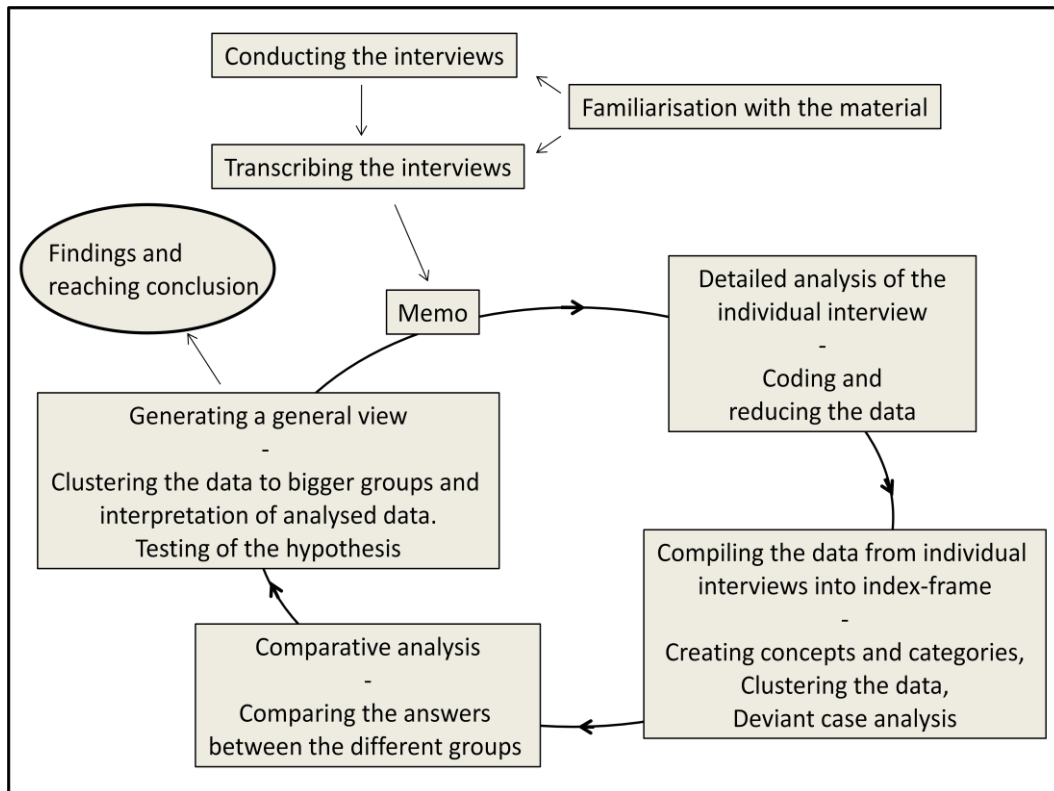 Conducting the interviews
Familiarisation with the material
Transcribing the interviews
Findings and
reaching conclusion
Memo
Detailed analysis of the
individual interview
-
Coding and
reducing the data
Generating a general view
-
Clustering the data to bigger groups and
interpretation of analysed data.
Testing of the hypothesis
Compiling the data from individual
interviews into index-frame
-
Creating concepts and categories,
Clustering the data,
Deviant case analysis
Comparative analysis
-
Comparing the answers
between the different groups